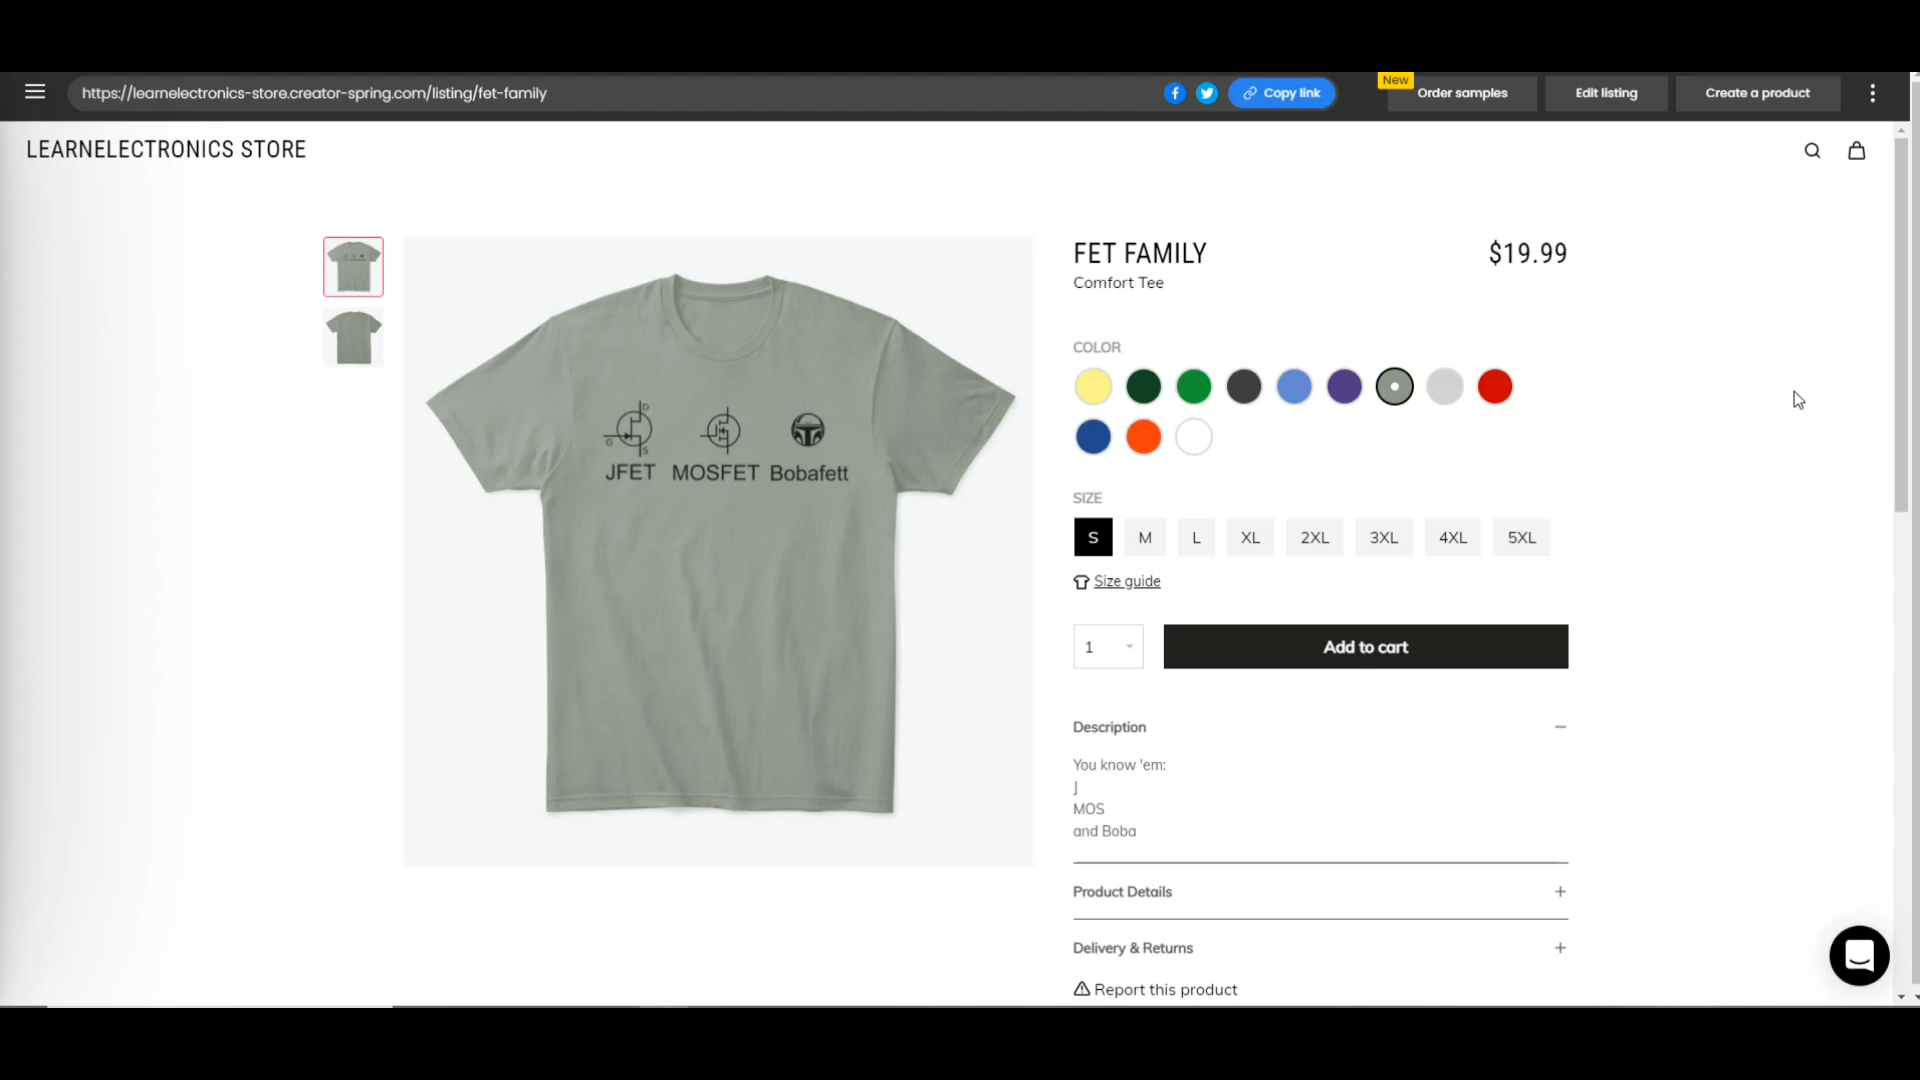 https://learnelectronics-store.creator-spring.com/listing/fet-family
Copy link
New
Order samples
Edit listing
Create a product
LEARNELECTRONICS STORE
FET FAMILY
$19.99
Comfort Tee
D
G
S
JFET MOSFET Bobafett
COLOR
SIZE
S M L XL 2XL 3XL 4XL 5XL
Size guide
1
Add to cart
Description
You know 'em:
J
MOS
and Boba
Product Details
Delivery & Returns
Report this product